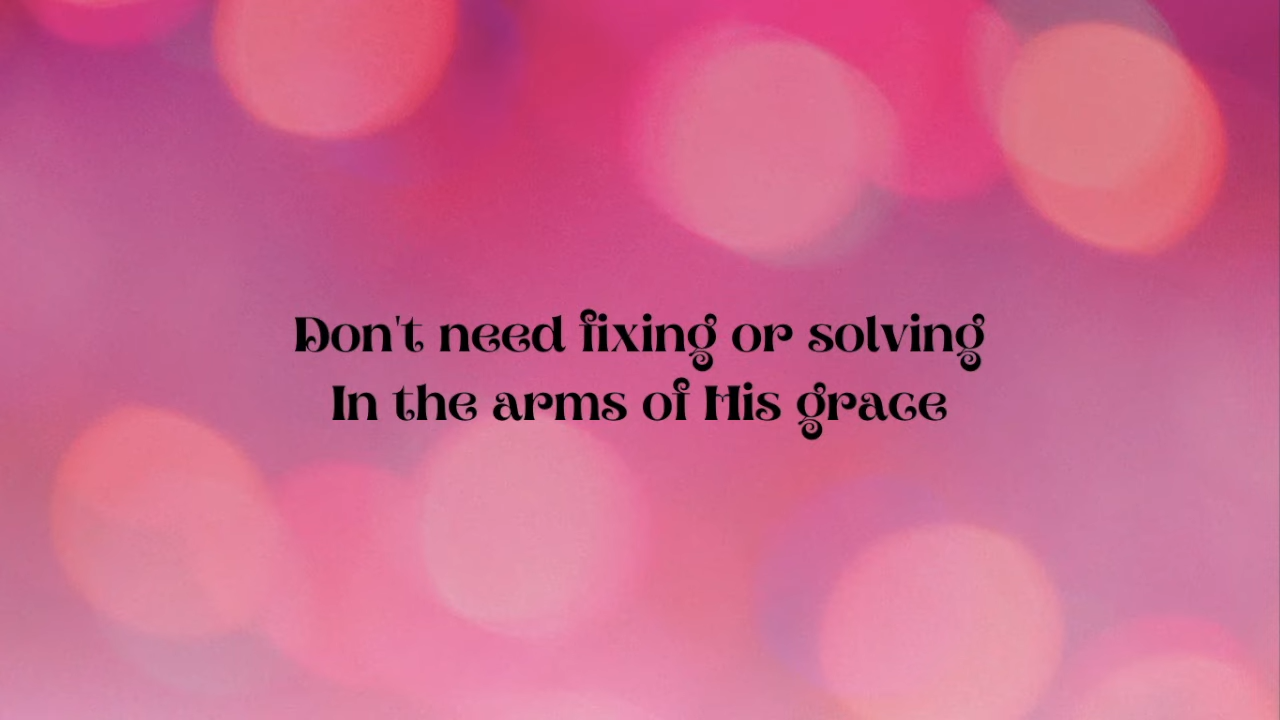 Don't need fixing or solving
In the arms of His grace